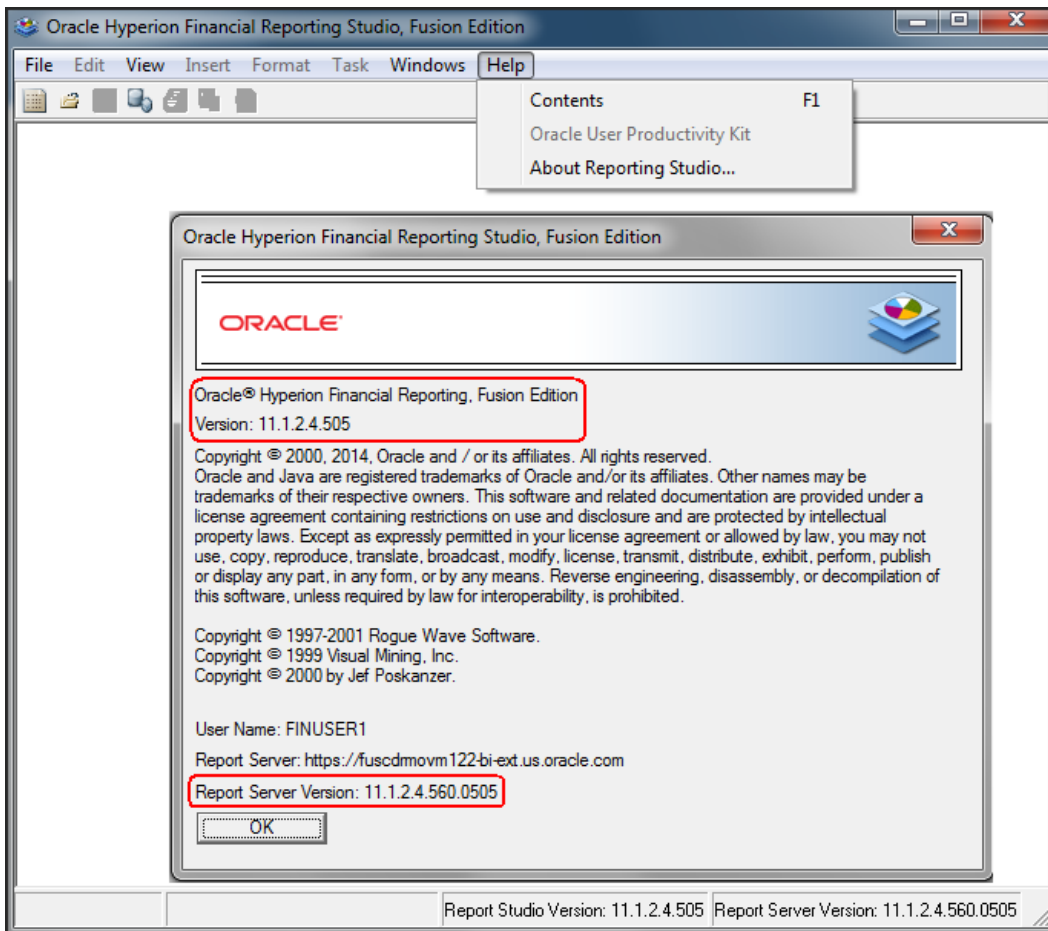 Oracle Hyperion Financial Reporting Studio, Fusion Edition
File Edit View Insert Format Task Windows Help
Contents F1
Oracle User Productivity Kit
About Reporting Studio...
Oracle Hyperion Financial Reporting Studio, Fusion Edition
ORACLE®
Oracle® Hyperion Financial Reporting, Fusion Edition
Version: 11.1.2.4.505
Copyright © 2000, 2014, Oracle and / or its affiliates. All rights reserved.
Oracle and Java are registered trademarks of Oracle and/or its affiliates. Other names may be
trademarks of their respective owners. This software and related documentation are provided under a
license agreement containing restrictions on use and disclosure and are protected by intellectual
property laws. Except as expressly permitted in your license agreement or allowed by law, you may not
use, copy, reproduce, translate, broadcast, modify, license, transmit, distribute, exhibit, perform, publish
or display any part, in any form, or by any means. Reverse engineering, disassembly, or decompilation of
this software, unless required by law for interoperability, is prohibited.
Copyright © 1997-2001 Rogue Wave Software.
Copyright © 1999 Visual Mining, Inc.
Copyright © 2000 by Jef Poskanzer.
User Name: FINUSER1
Report Server: https://fuscdrmovm122-bi-ext.us.oracle.com
Report Server Version: 11.1.2.4.560.0505
OK
Report Studio Version: 11.1.2.4.505 Report Server Version: 11.1.2.4.560.0505